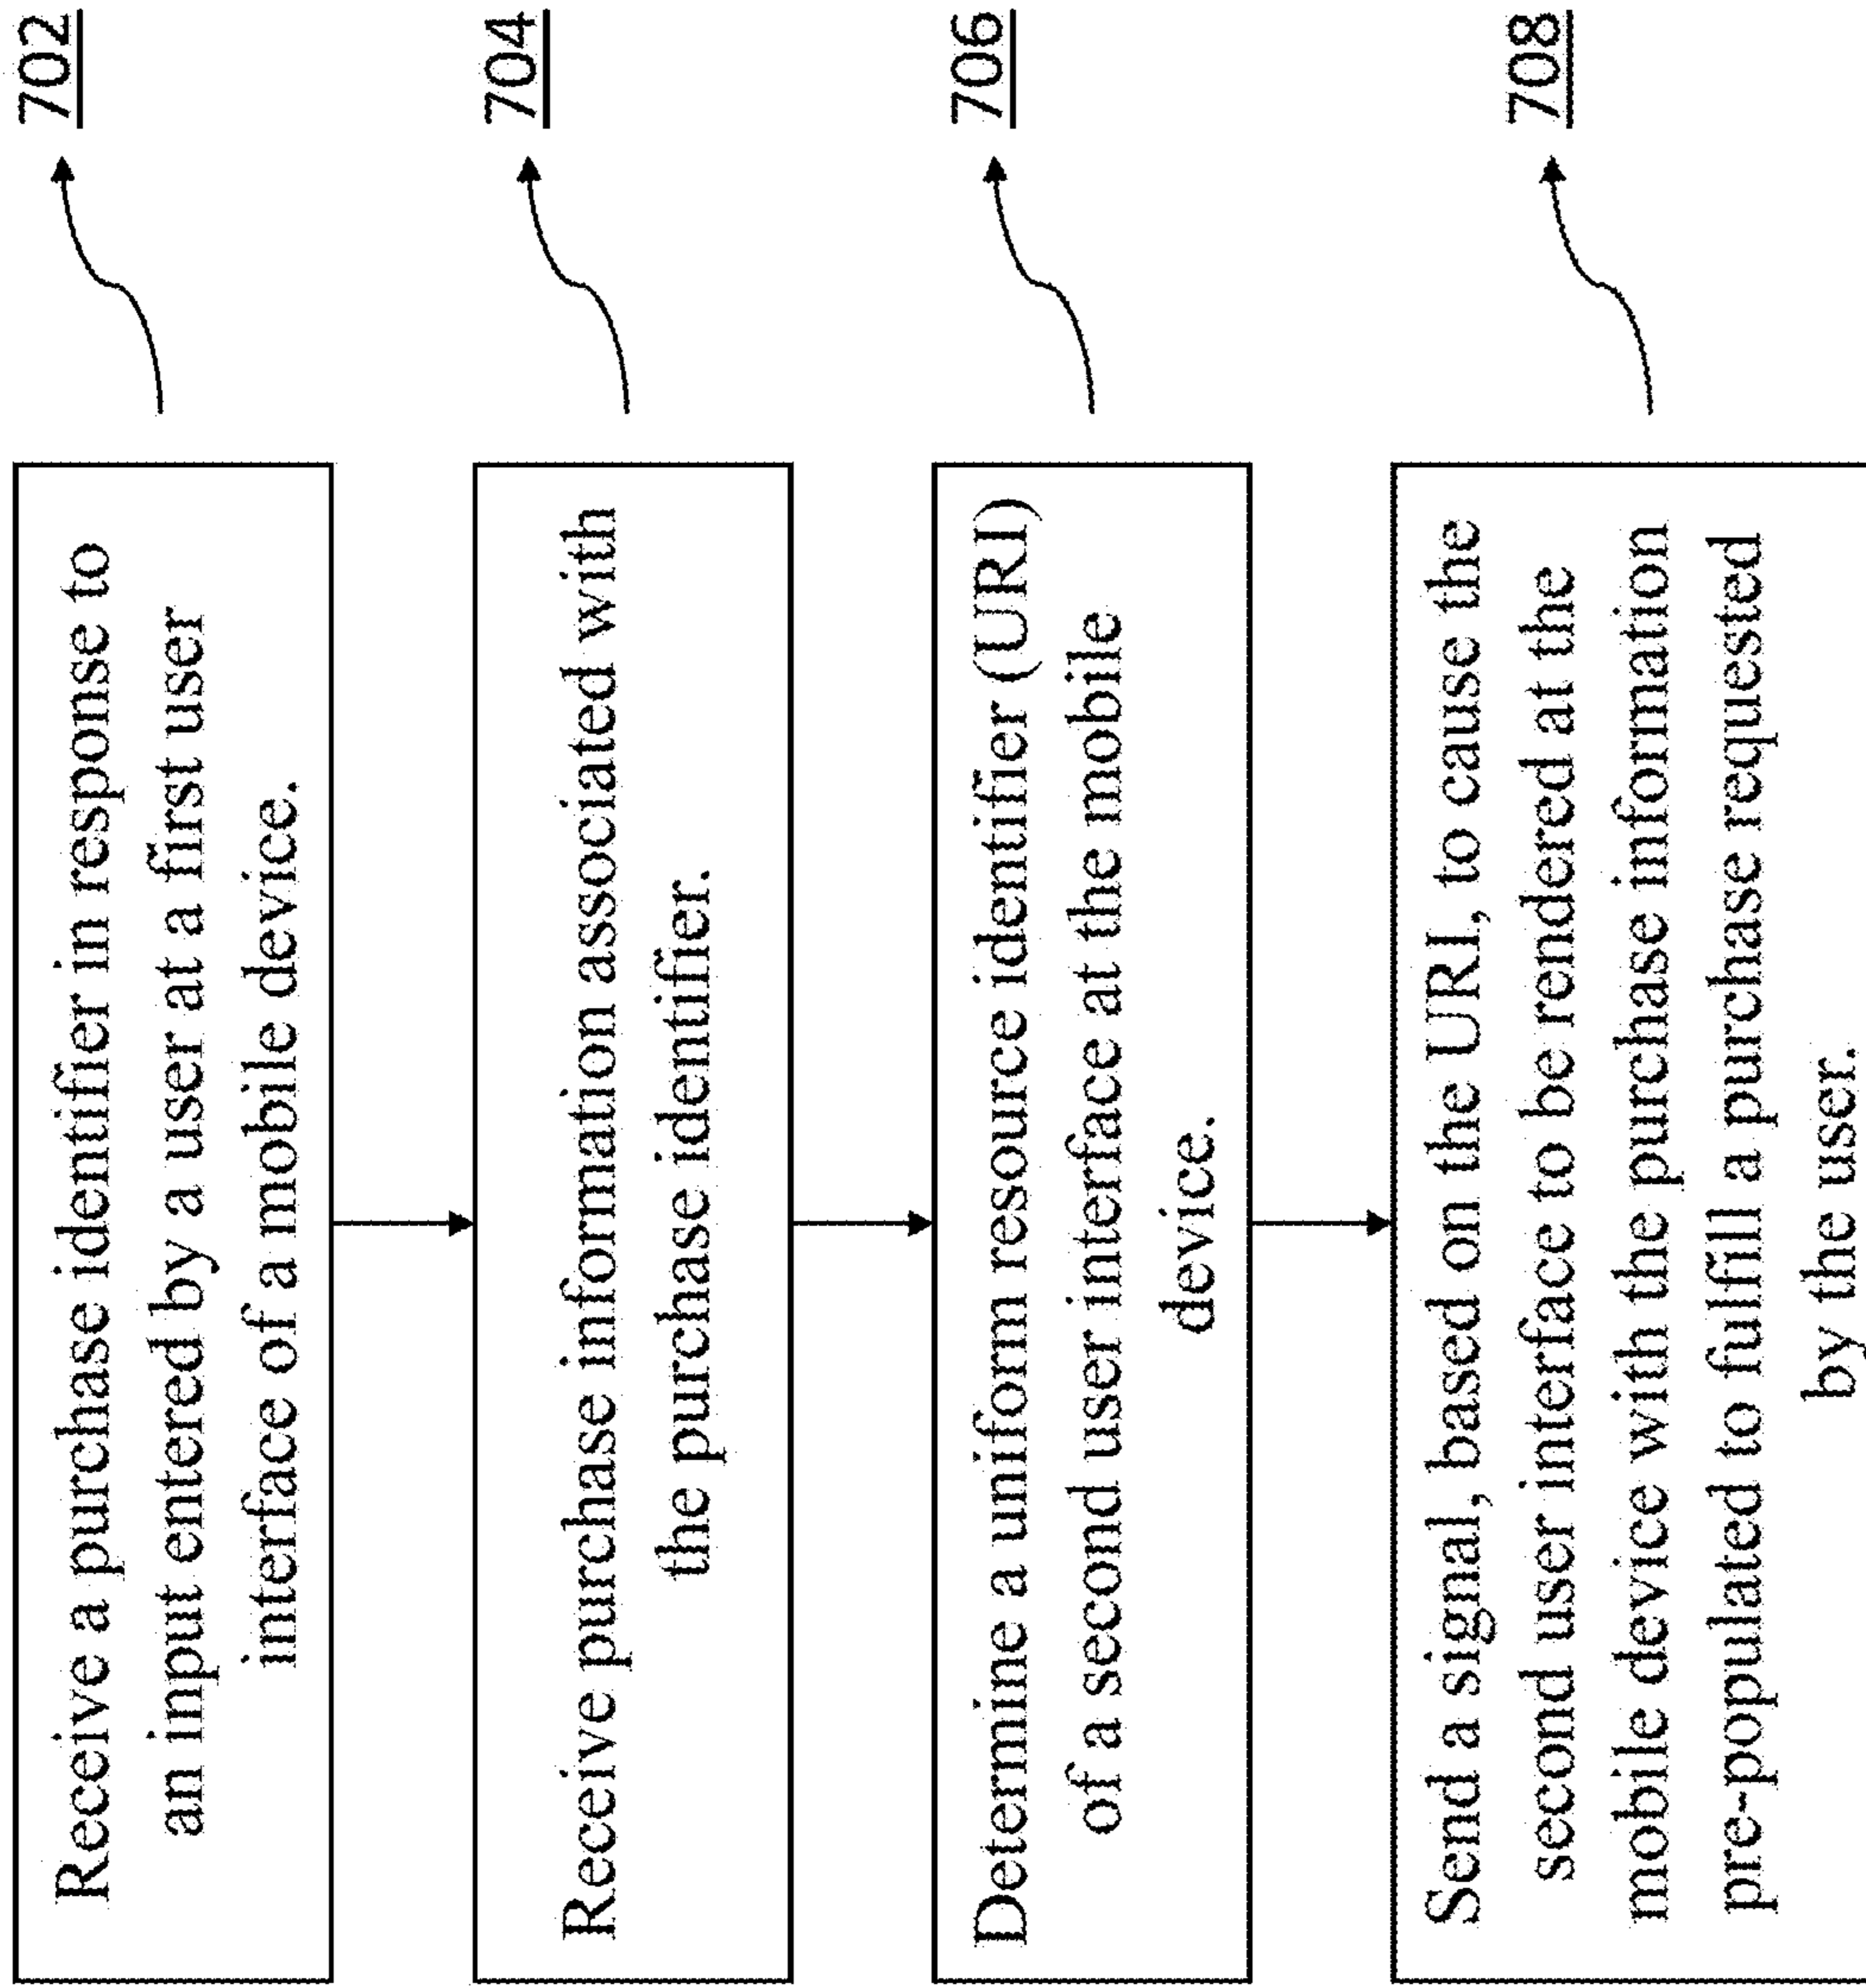 Receive a purchase identifier in response to
an input entered by a user at a first user
interface of a mobile device.
702
Receive purchase information associated with
the purchase identifier.
704
Determine a uniform resource identifier (URI)
of a second user interface at the mobile
device.
706
Send a signal, based on the URI, to cause the
second user interface to be rendered at the
mobile device with the purchase information
pre-populated to fulfill a purchase requested
by the user.
708